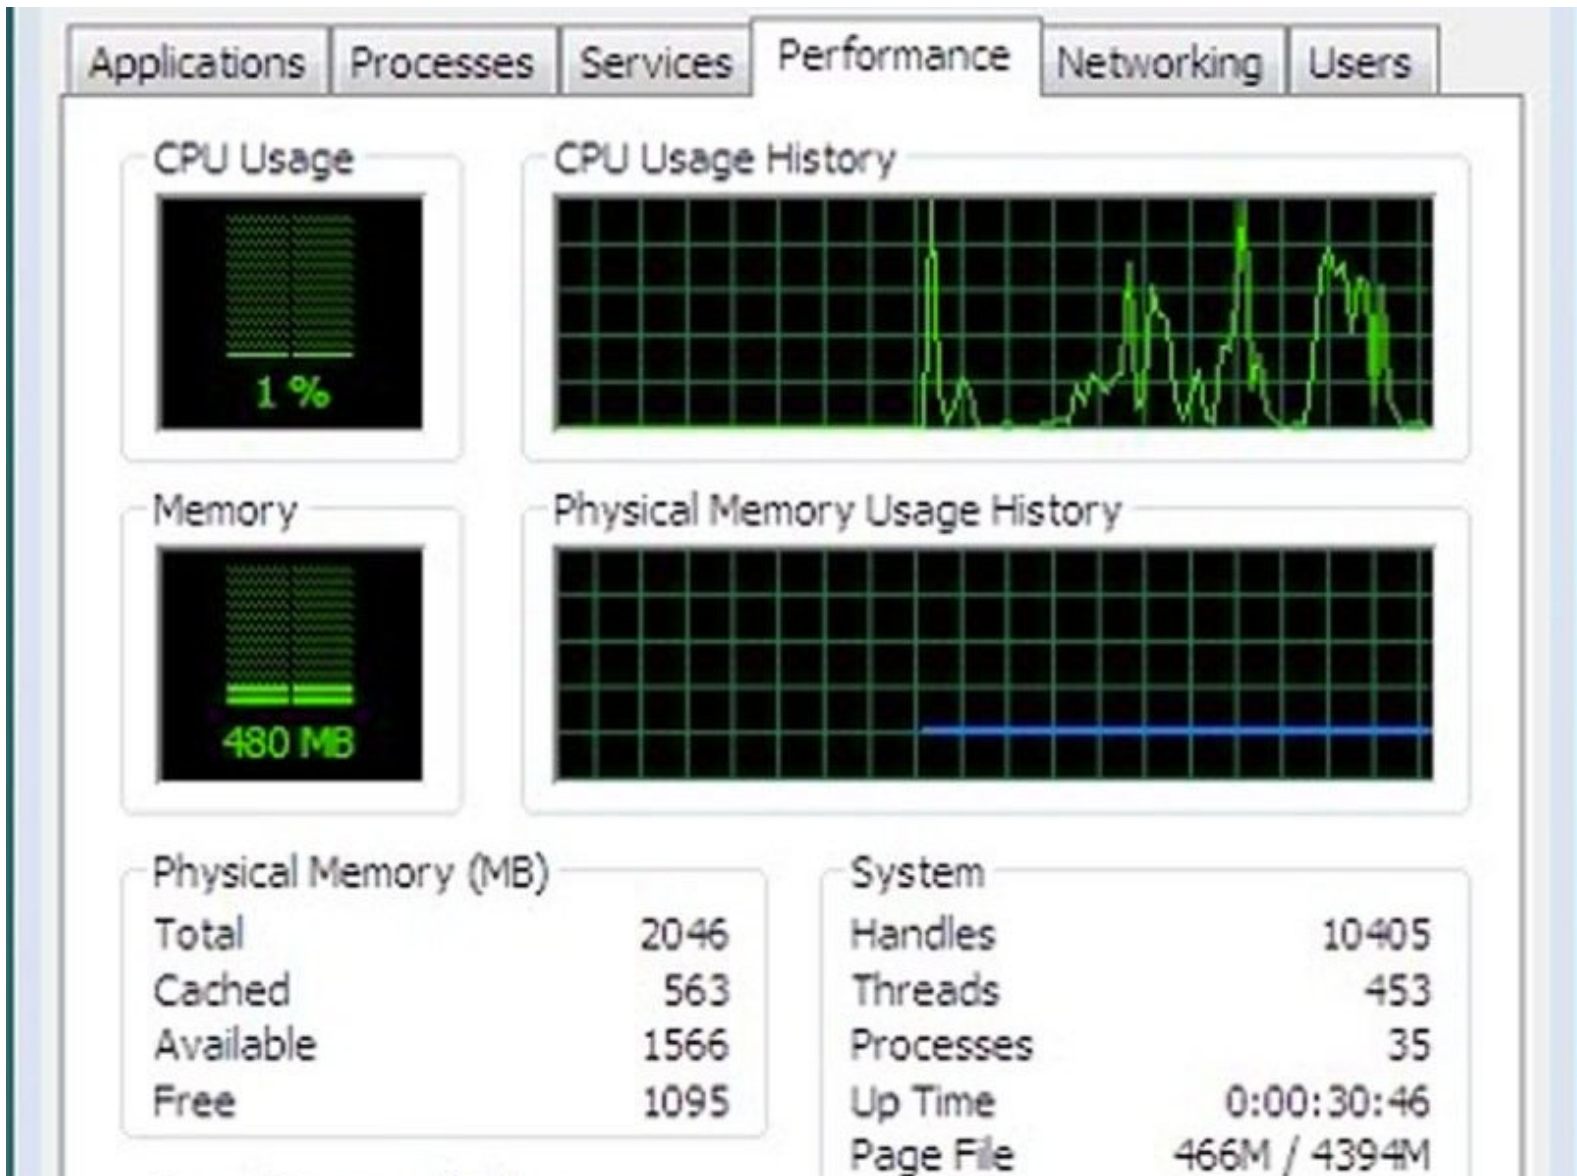 Applications Processes Services Performance Networking Users
CPU Usage
CPU Usage History
1 %
Memory
Physical Memory Usage History
480 MB
Physical Memory (MB)
Total 2046
Cached 563
Available 1566
Free 1095
System
Handles 10405
Threads 453
Processes 35
Up Time 0:00:30:46
Page File 466M / 4394M